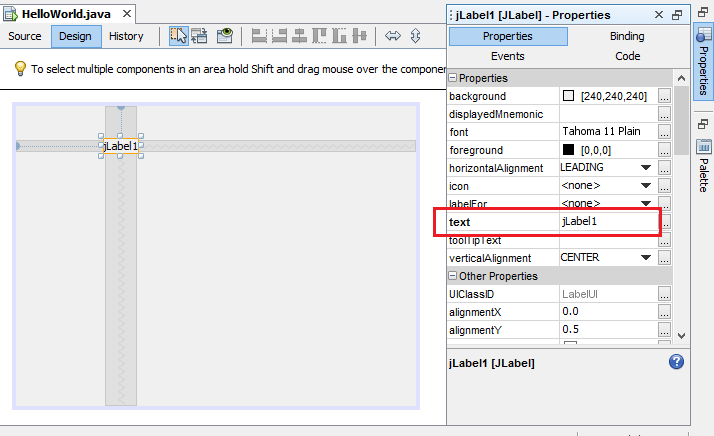 HelloWorld.java
Source Design History
To select multiple components in an area hold Shift and drag mouse over the componen
jLabel1
jLabel1 [JLabel] - Properties
Properties Binding
Events Code
Properties
background [240,240,240] ...
displayedMnemonic ...
font Tahoma 11 Plain ...
foreground [0,0,0] ...
horizontalAlignment LEADING ...
icon <none> ...
labelFor <none> ...
text jLabel1 ...
toolTipText ...
verticalAlignment CENTER ...
Other Properties
UIClassID LabelUI ...
alignmentX 0.0 ...
alignmentY 0.5 ...
jLabel1 [JLabel]
Properties
Palette